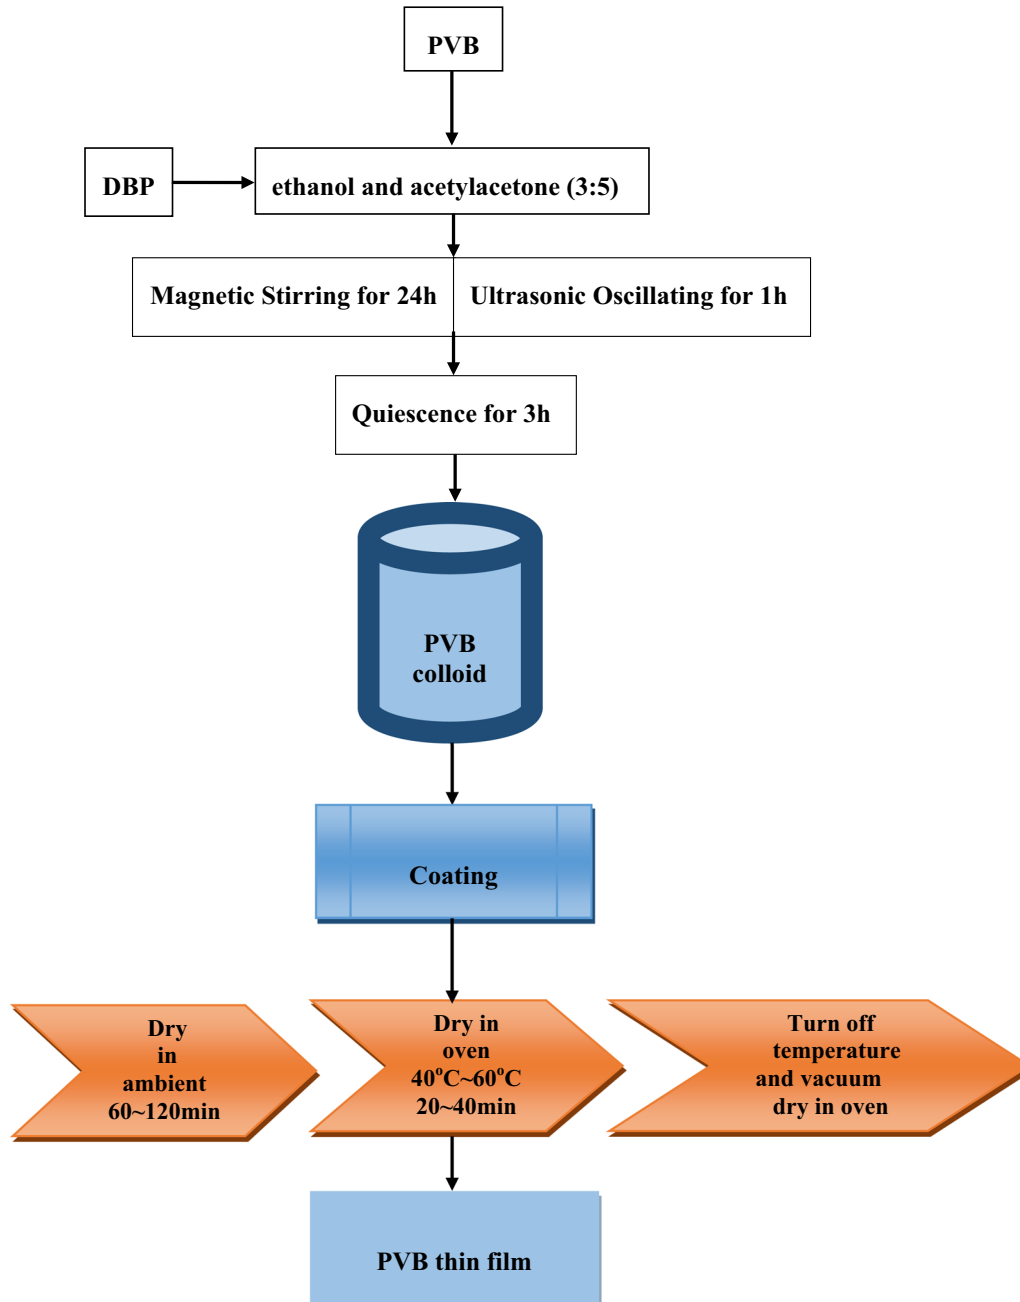 PVB
DBP
ethanol and acetylacetone (3:5)
Magnetic Stirring for 24h
Ultrasonic Oscillating for 1h
Quiescence for 3h
PVB
colloid
Coating
Dry
in
ambient
60~120min
Dry in
oven
40°C~60°C
20~40min
Turn off
temperature
and vacuum
dry in oven
PVB thin film